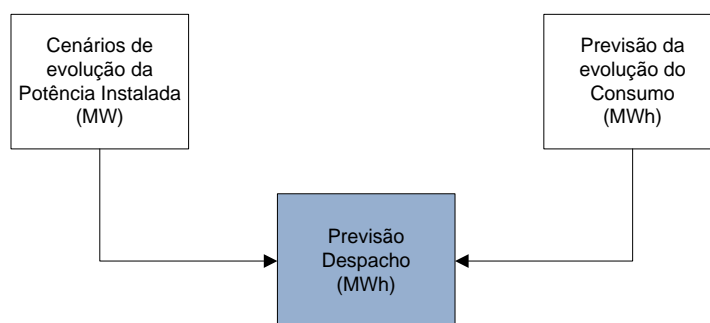 Cenários de
evolução da
Potência Instalada
(MW)
Previsão da
evolução do
Consumo
(MWh)
Previsão
Despacho
(MWh)